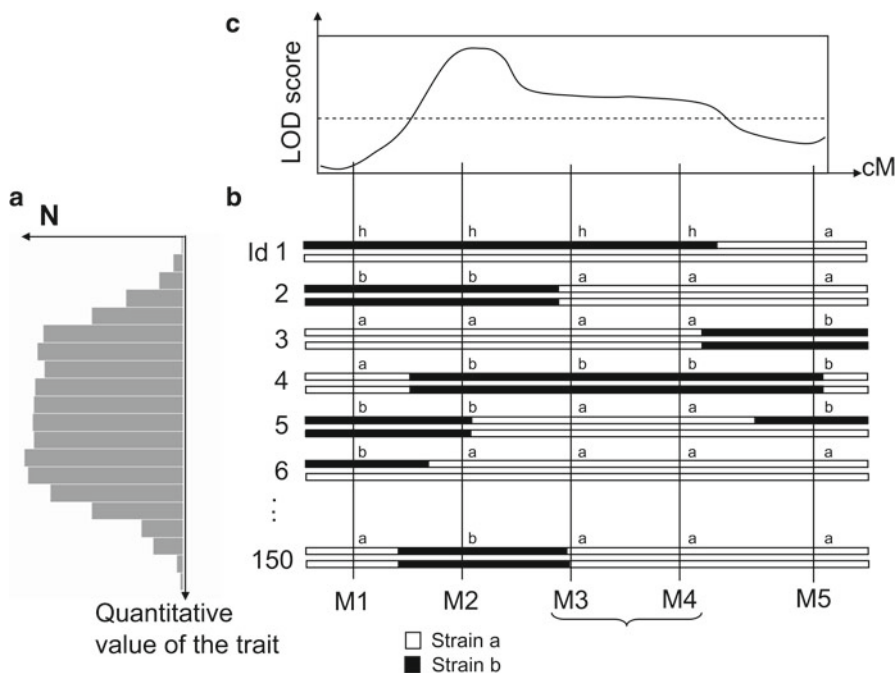 c
LOD score
cM
a
N
b
h h h h a
Id 1
b b a a a
2
a a a a b
3
a b b b b
4
b b a a b
5
b a a a a
6
⋮
a b a a a
150
M1 M2 M3 M4 M5
Quantitative
value of the trait
Strain a
Strain b